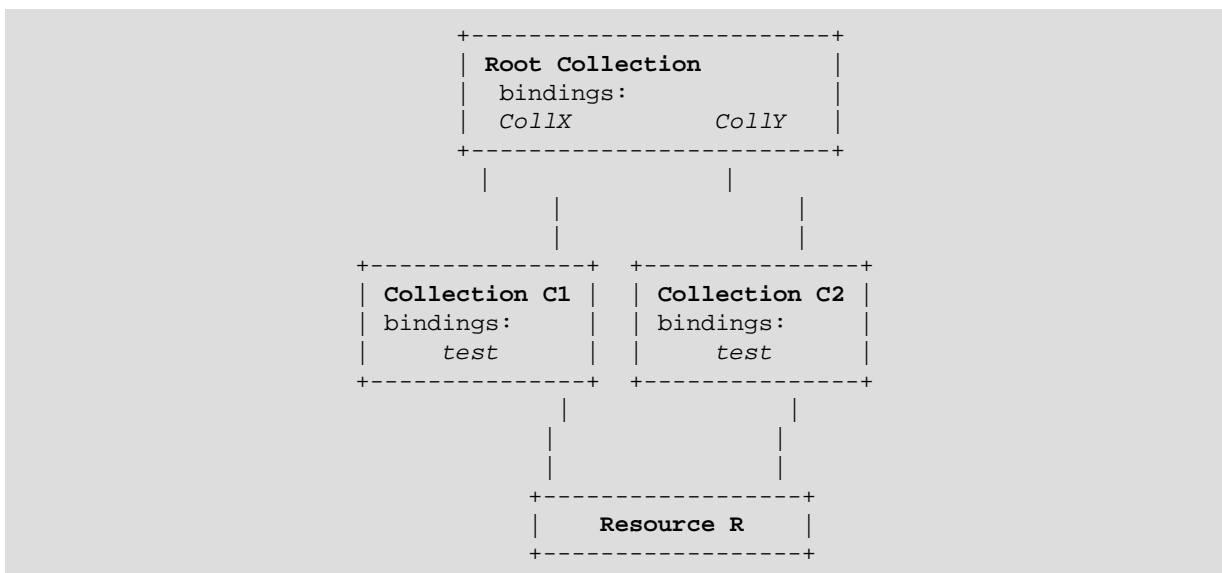 +-------------------------+
| Root Collection         |
|  bindings:              |
|  CollX          CollY   |
+-------------------------+
|                |
|                |
|                |
+---------------+  +---------------+
| Collection C1 |  | Collection C2 |
| bindings:     |  | bindings:     |
|     test      |  |     test      |
+---------------+  +---------------+
|               |
|               |
|               |
+------------------+
|    Resource R    |
+------------------+